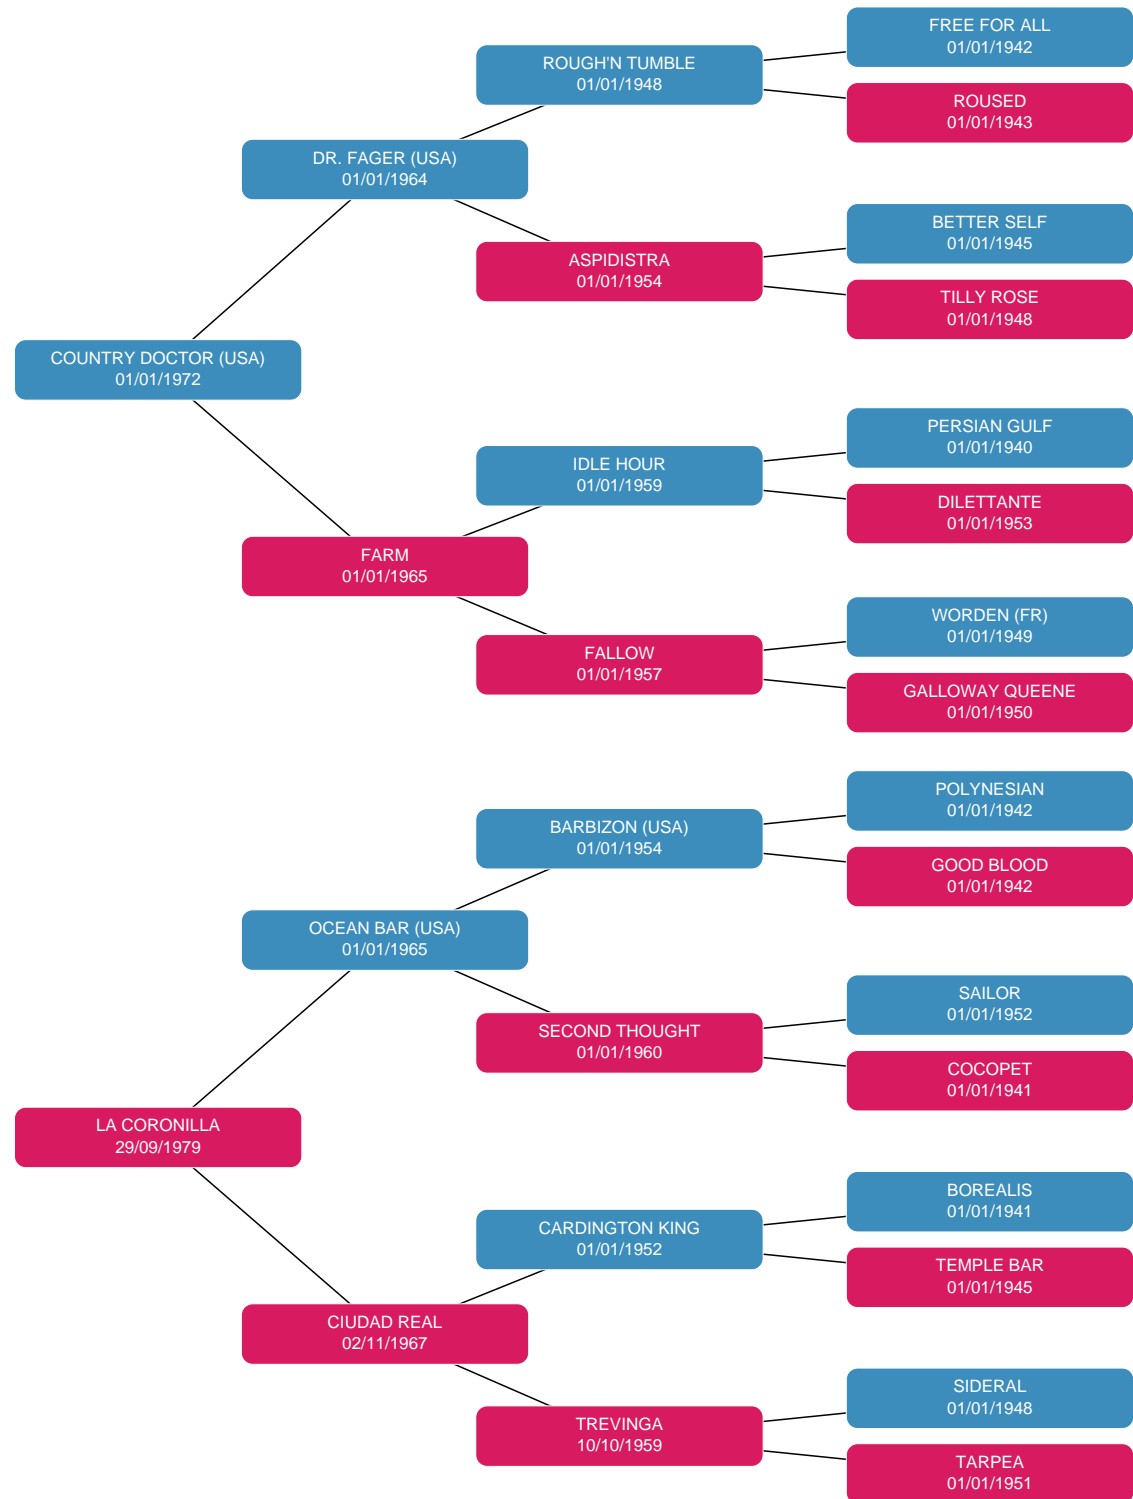 FREE FOR ALL
01/01/1942
ROUGH'N TUMBLE
01/01/1948
ROUSED
01/01/1943
DR. FAGER (USA)
01/01/1964
BETTER SELF
01/01/1945
ASPIDISTRA
01/01/1954
TILLY ROSE
01/01/1948
COUNTRY DOCTOR (USA)
01/01/1972
PERSIAN GULF
01/01/1940
IDLE HOUR
01/01/1959
DILETTANTE
01/01/1953
FARM
01/01/1965
WORDEN (FR)
01/01/1949
FALLOW
01/01/1957
GALLOWAY QUEENE
01/01/1950
POLYNESIAN
01/01/1942
BARBIZON (USA)
01/01/1954
GOOD BLOOD
01/01/1942
OCEAN BAR (USA)
01/01/1965
SAILOR
01/01/1952
SECOND THOUGHT
01/01/1960
COCOPET
01/01/1941
LA CORONILLA
29/09/1979
BOREALIS
01/01/1941
CARDINGTON KING
01/01/1952
TEMPLE BAR
01/01/1945
CIUDAD REAL
02/11/1967
SIDERAL
01/01/1948
TREVINGA
10/10/1959
TARPEA
01/01/1951